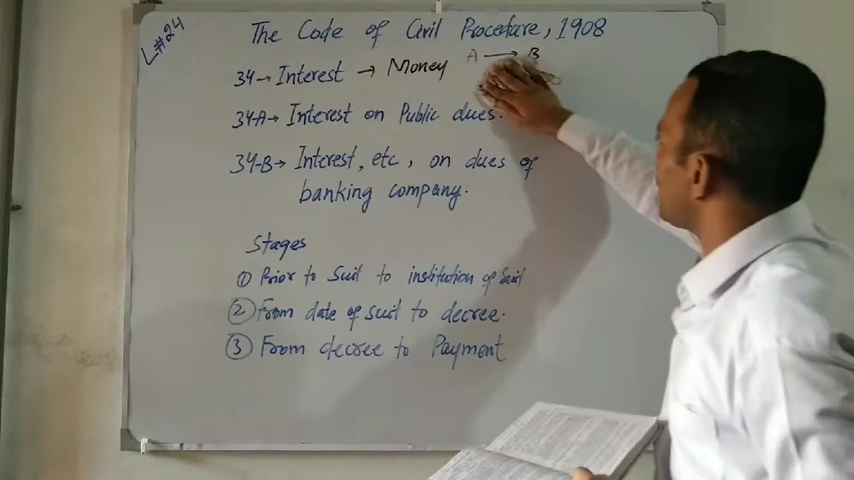 L#24
The Code of Civil Procedure, 1908
34→ Interest → Money A → B
34-A→ Interest on Public dues.
34-B→ Interest, etc, on dues of
banking company.
Stages
① Prior to Suit to institution of Suit
② From date of suit to decree.
③ From decree to Payment